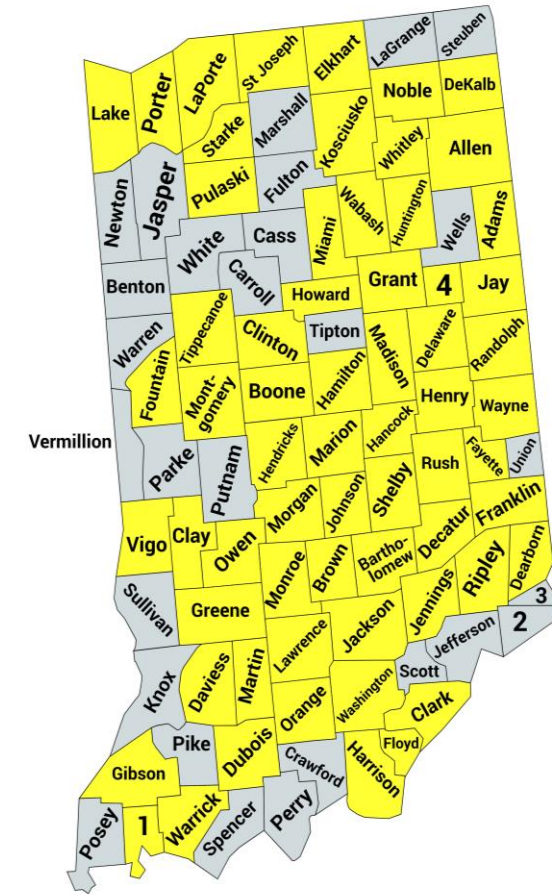 LaGrange
Steuben
St Joseph
Elkhart
LaPorte
Porter
Lake
Noble
DeKalb
Marshall
Kosciusko
Starke
Whitley
Allen
Pulaski
Fulton
Newton
Jasper
Wabash
Huntington
Wells
Adams
Miami
White
Cass
Carroll
Grant
4
Jay
Benton
Howard
Tippecanoe
Clinton
Tipton
Madison
Delaware
Randolph
Warren
Fountain
Mont-
gomery
Boone
Hamilton
Henry
Wayne
Vermillion
Hendricks
Marion
Hancock
Parke
Putnam
Rush
Fayette
Union
Morgan
Johnson
Shelby
Franklin
Vigo
Clay
Owen
Decatur
Monroe
Brown
Bartho-
lomew
Ripley
Dearborn
Sullivan
Greene
Jennings
3
2
Jackson
Lawrence
Jefferson
Knox
Daviess
Martin
Scott
Orange
Washington
Clark
Pike
Dubois
Floyd
Gibson
Crawford
Harrison
Posey
1
Warrick
Spencer
Perry